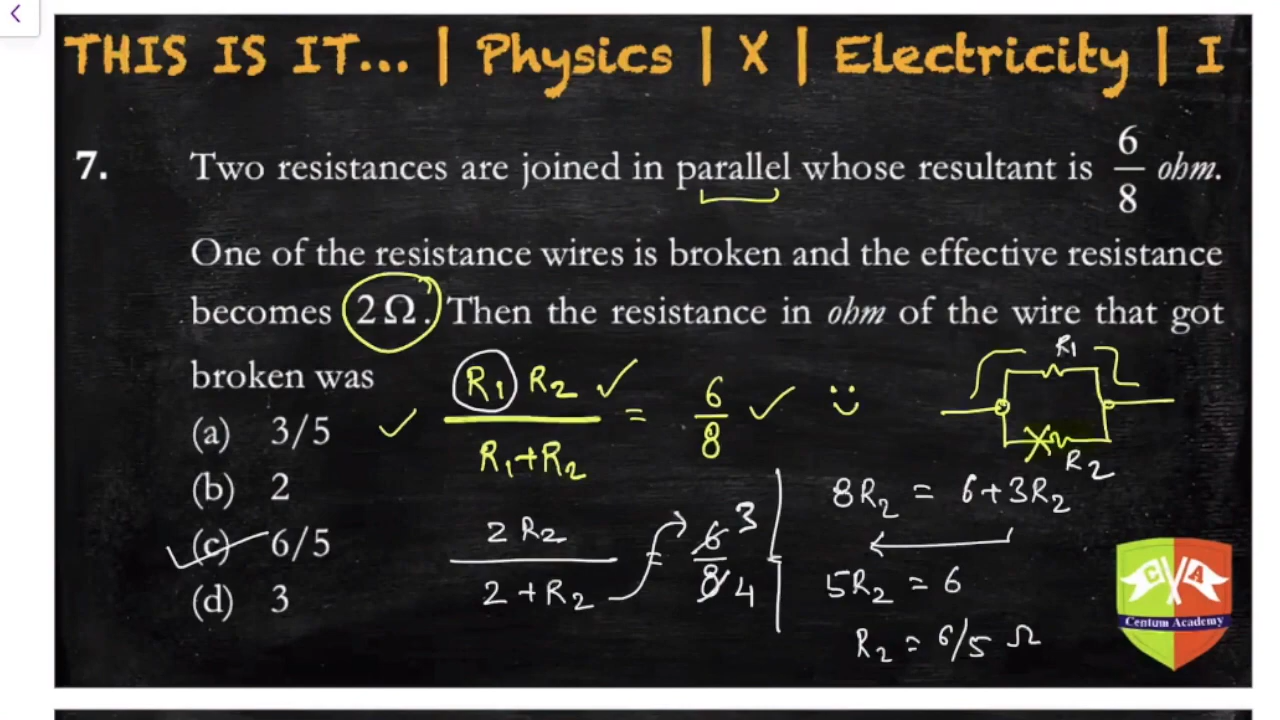 THIS IS IT... | Physics | X | Electricity | I
7. Two resistances are joined in parallel whose resultant is 6/8 ohm.
One of the resistance wires is broken and the effective resistance
becomes 2 Ω. Then the resistance in ohm of the wire that got
broken was
(a) 3/5
(b) 2
(c) 6/5
(d) 3
R₁ R₂ / R₁+R₂ = 6/8
R₁
R₂
2 R₂ / 2 + R₂ = 6/8 3 4
8R₂ = 6+3R₂
5R₂ = 6
R₂ = 6/5 Ω
C A
Centum Academy